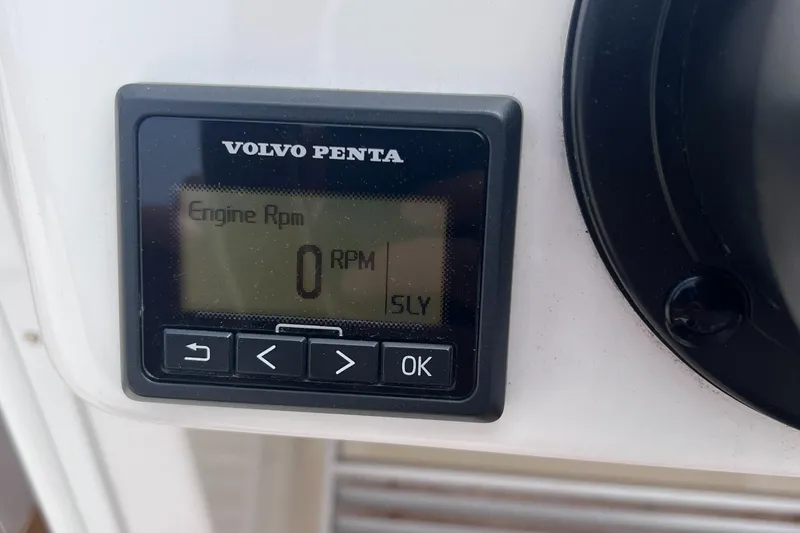 VOLVO PENTA
Engine Rpm
0 RPM
SLY
OK